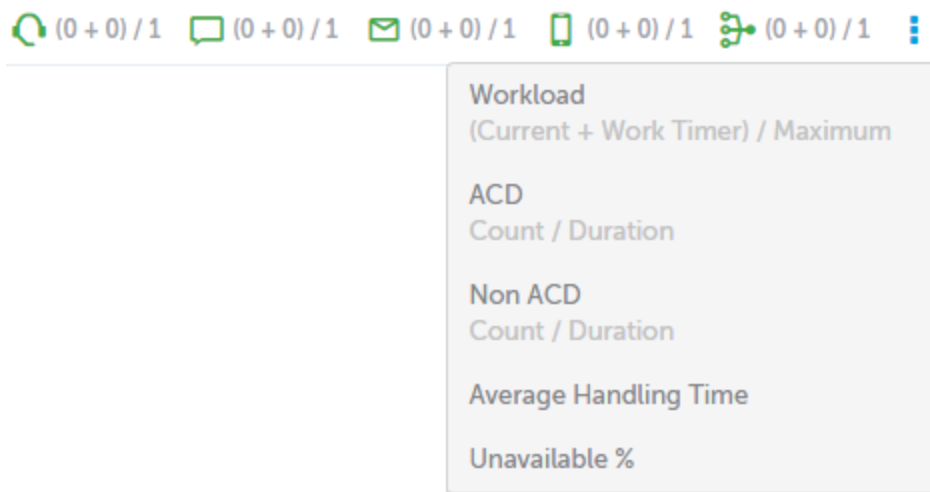 (0 + 0) / 1 (0 + 0) / 1 (0 + 0) / 1 (0 + 0) / 1 (0 + 0) / 1
Workload
(Current + Work Timer) / Maximum
ACD
Count / Duration
Non ACD
Count / Duration
Average Handling Time
Unavailable %